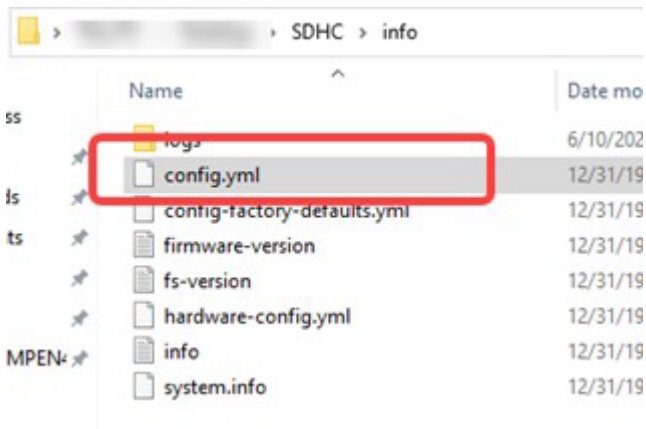 > > SDHC > info
Name Date mo
ss
logs 6/10/202
config.yml 12/31/19
ds config-factory-defaults.yml 12/31/19
ts firmware-version 12/31/19
fs-version 12/31/19
hardware-config.yml 12/31/19
MPEN4 info 12/31/19
system.info 12/31/19